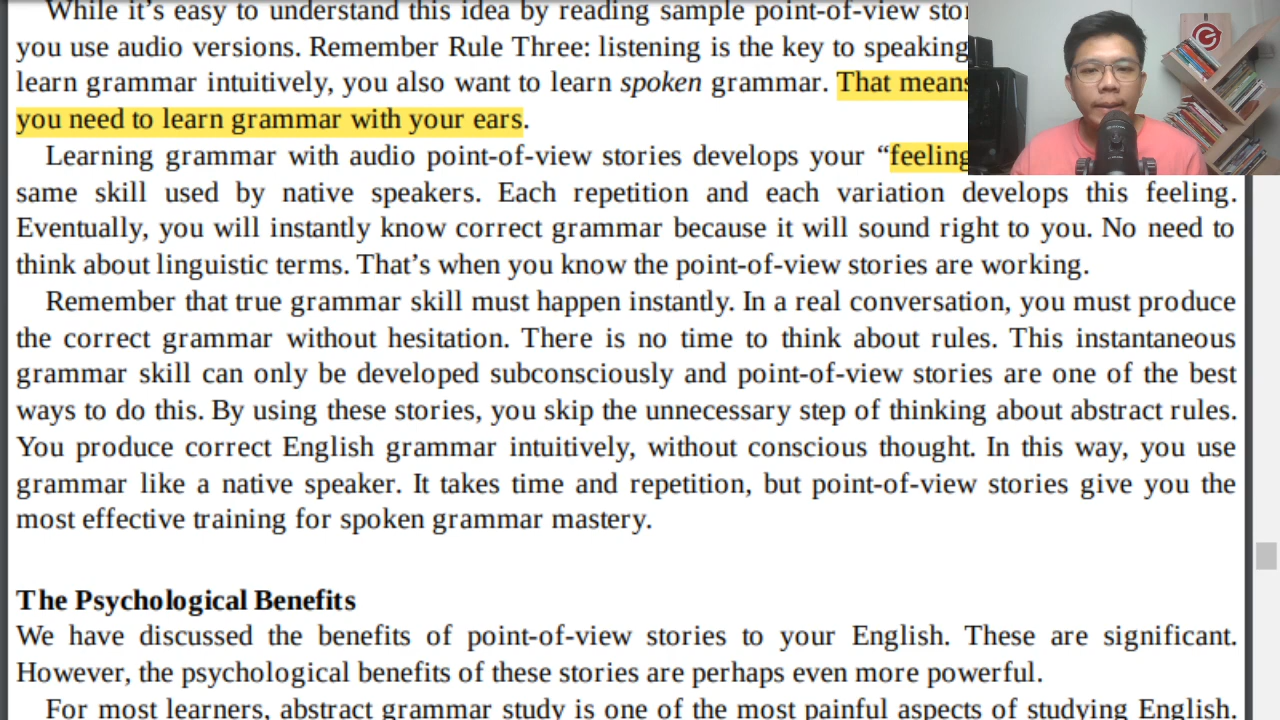 While it's easy to understand this idea by reading sample point-of-view
you use audio versions. Remember Rule Three: listening is the key to speaking
learn grammar intuitively, you also want to learn spoken grammar. That means
you need to learn grammar with your ears.
Learning grammar with audio point-of-view stories develops your “feeling
same skill used by native speakers. Each repetition and each variation develops this feeling.
Eventually, you will instantly know correct grammar because it will sound right to you. No need to
think about linguistic terms. That’s when you know the point-of-view stories are working.
Remember that true grammar skill must happen instantly. In a real conversation, you must produce
the correct grammar without hesitation. There is no time to think about rules. This instantaneous
grammar skill can only be developed subconsciously and point-of-view stories are one of the best
ways to do this. By using these stories, you skip the unnecessary step of thinking about abstract rules.
You produce correct English grammar intuitively, without conscious thought. In this way, you use
grammar like a native speaker. It takes time and repetition, but point-of-view stories give you the
most effective training for spoken grammar mastery.
The Psychological Benefits
We have discussed the benefits of point-of-view stories to your English. These are significant.
However, the psychological benefits of these stories are perhaps even more powerful.
For most learners, abstract grammar study is one of the most painful aspects of studying English.